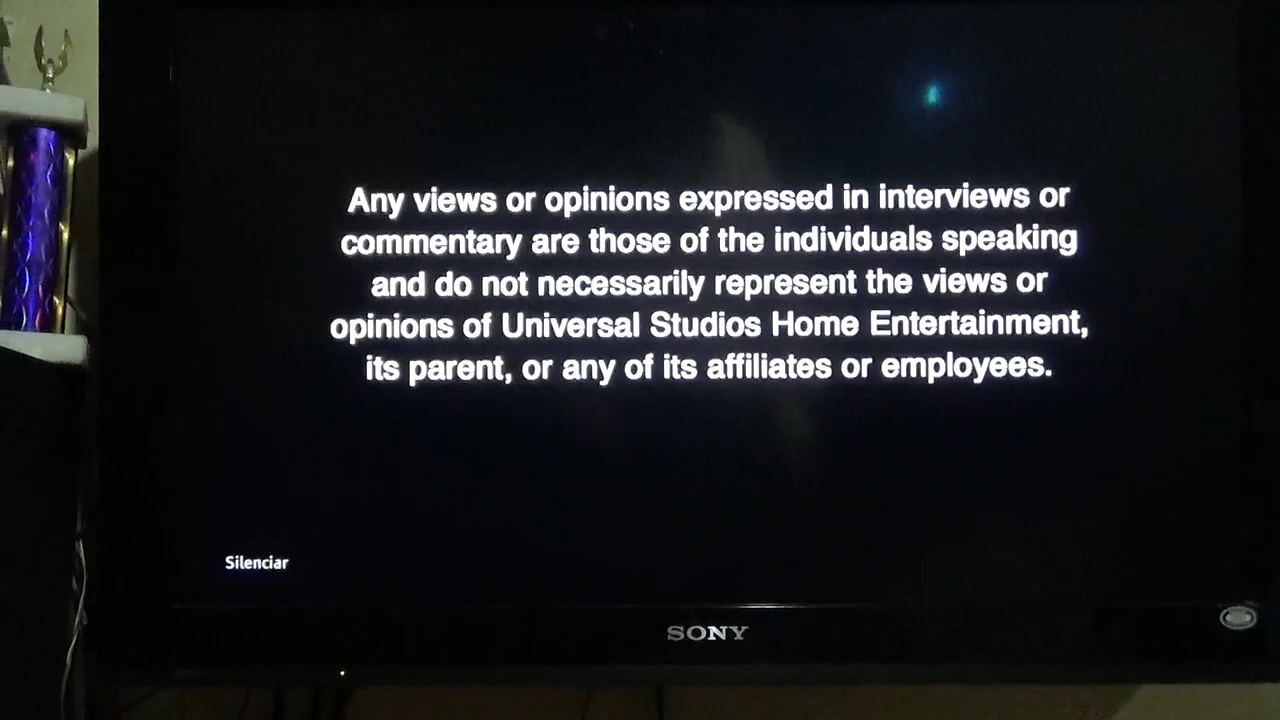 Any views or opinions expressed in interviews or
commentary are those of the individuals speaking
and do not necessarily represent the views or
opinions of Universal Studios Home Entertainment,
its parent, or any of its affiliates or employees.
Silenciar
SONY